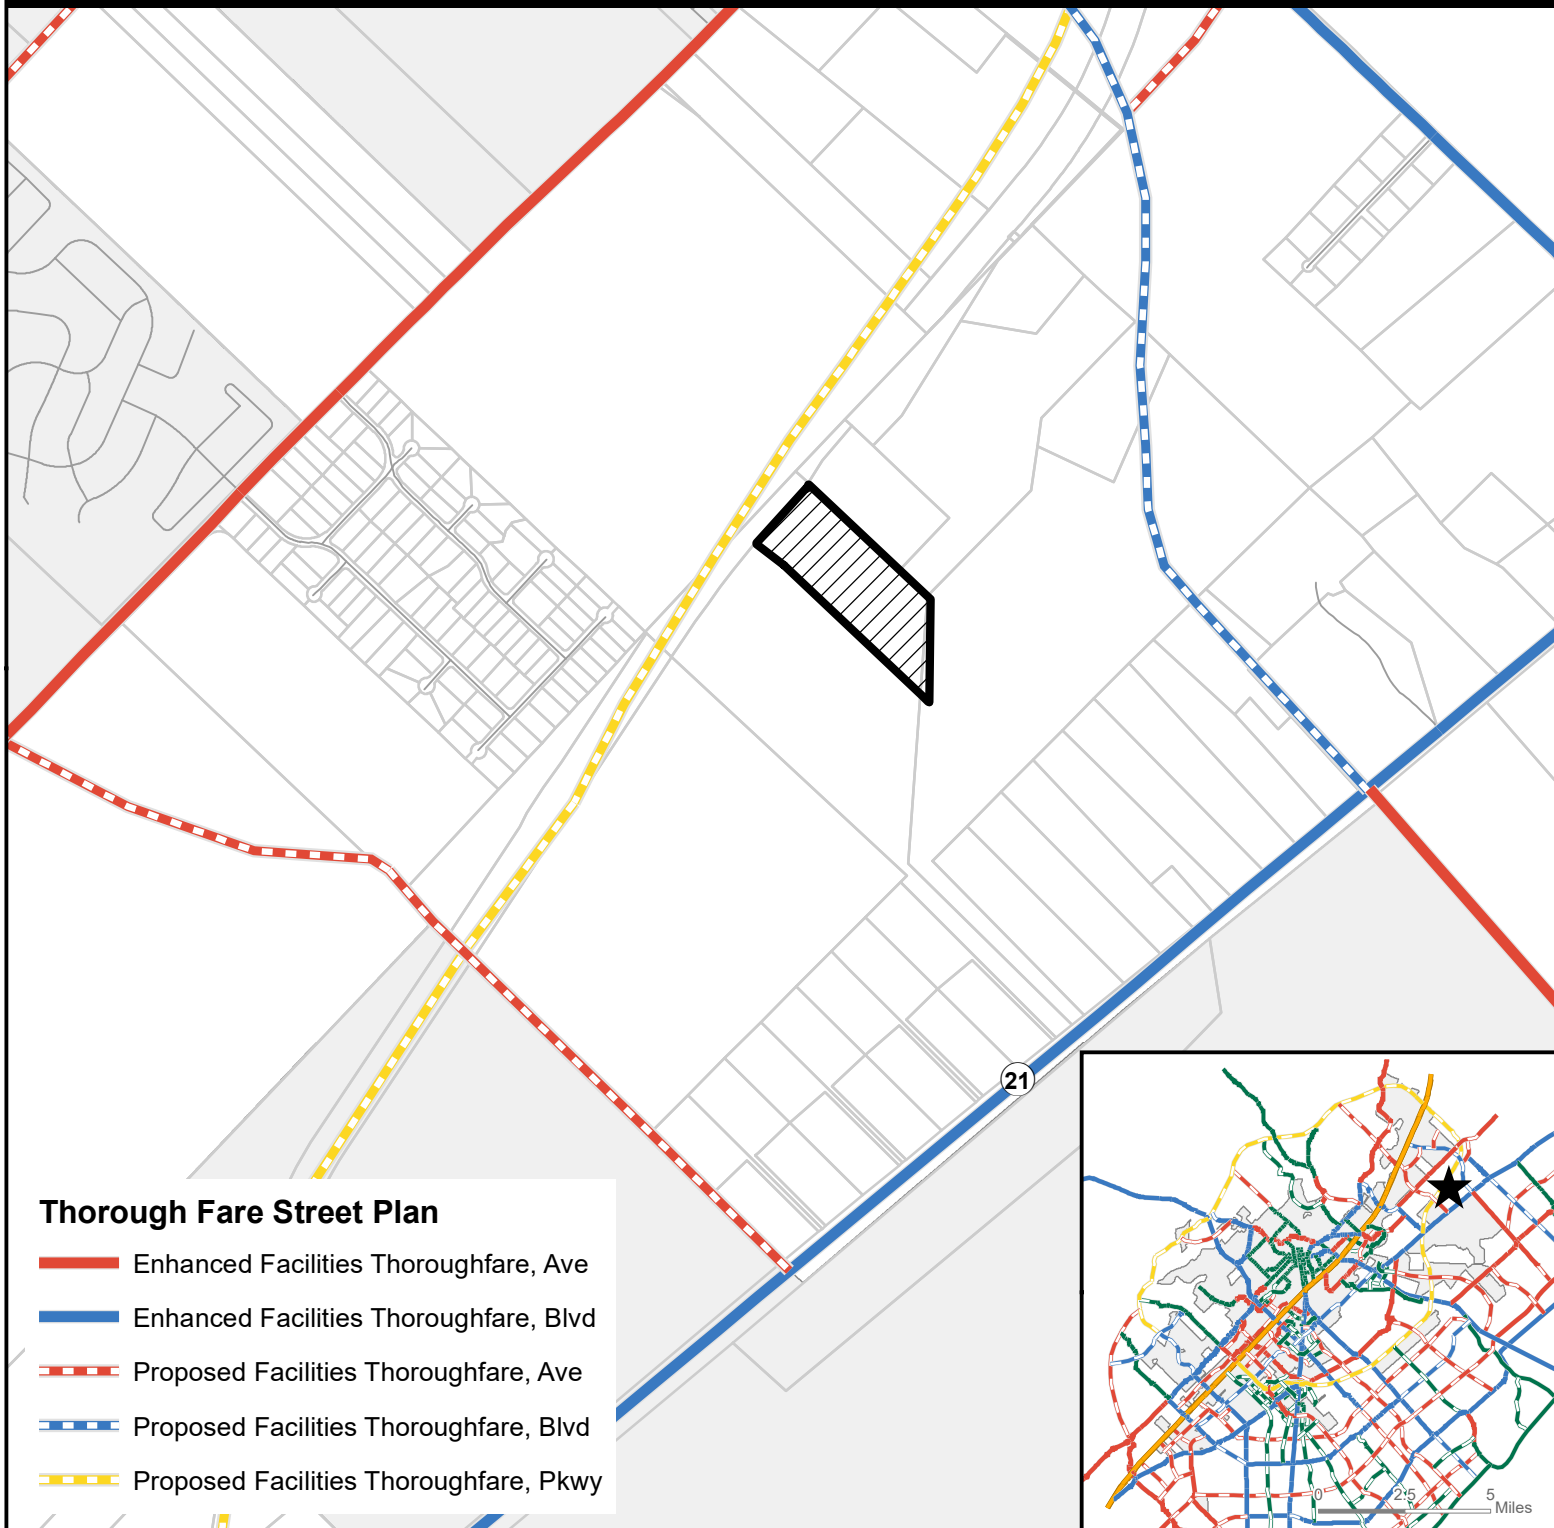 21
Thorough Fare Street Plan
Enhanced Facilities Thoroughfare, Ave
Enhanced Facilities Thoroughfare, Blvd
Proposed Facilities Thoroughfare, Ave
Proposed Facilities Thoroughfare, Blvd
Proposed Facilities Thoroughfare, Pkwy
0 2.5 5
Miles